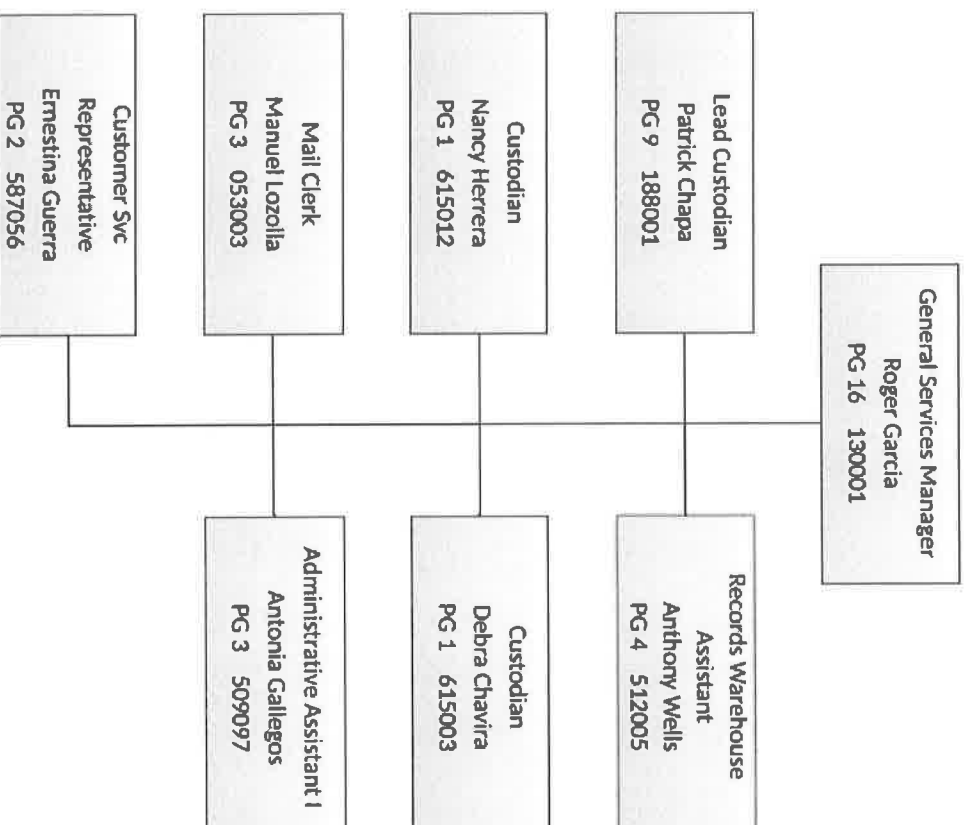 General Services Manager
Roger Garcia
PG 16 130001
Lead Custodian
Patrick Chapa
PG 9 188001
Records Warehouse
Assistant
Anthony Wells
PG 4 512005
Custodian
Nancy Herrera
PG 1 615012
Custodian
Debra Chavira
PG 1 615003
Mail Clerk
Manuel Lozolla
PG 3 053003
Administrative Assistant I
Antonia Gallegos
PG 3 509097
Customer Svc
Representative
Ernestina Guerra
PG 2 587056